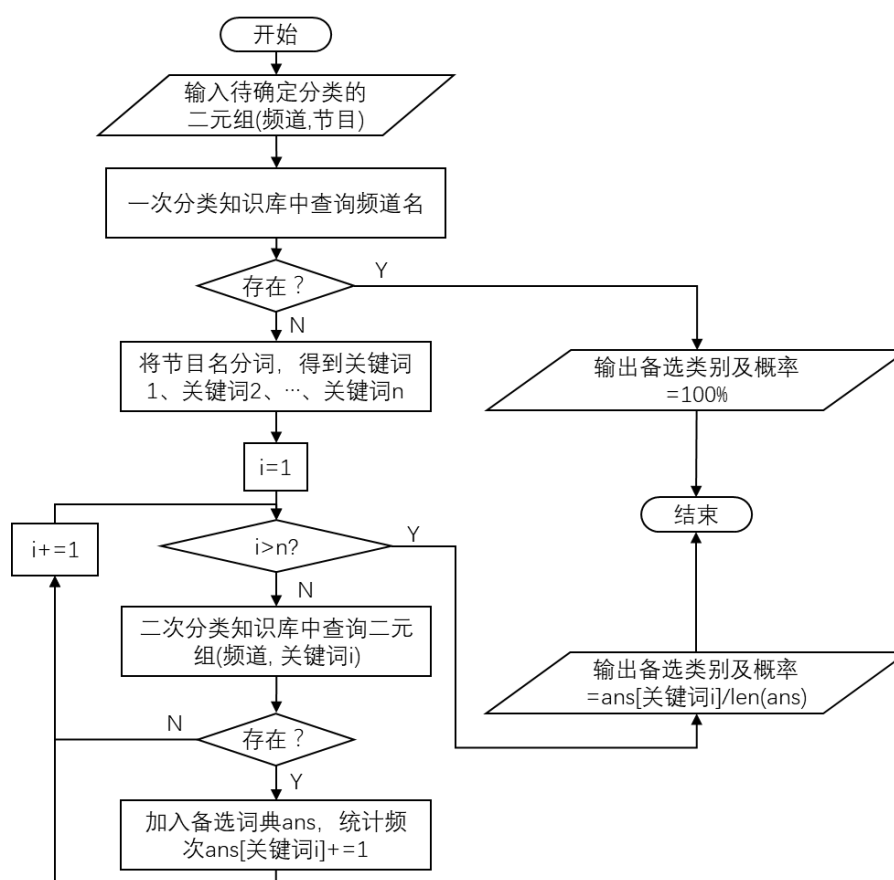 开始
输入待确定分类的
二元组(频道,节目)
一次分类知识库中查询频道名
存在？
Y
N
将节目名分词，得到关键词
1、关键词2、…、关键词n
输出备选类别及概率
=100%
i=1
结束
i+=1
i>n?
Y
N
二次分类知识库中查询二元
组(频道, 关键词i)
输出备选类别及概率
=ans[关键词i]/len(ans)
N
存在？
Y
加入备选词典ans，统计频
次ans[关键词i]+=1